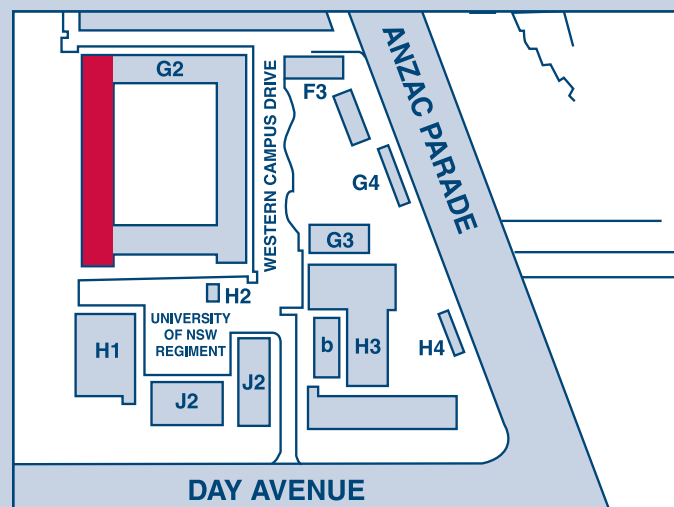 G2
WESTERN CAMPUS DRIVE
F3
ANZAC PARADE
G4
G3
H2
UNIVERSITY
OF NSW
REGIMENT
H1
b
H3
H4
J2
J2
DAY AVENUE